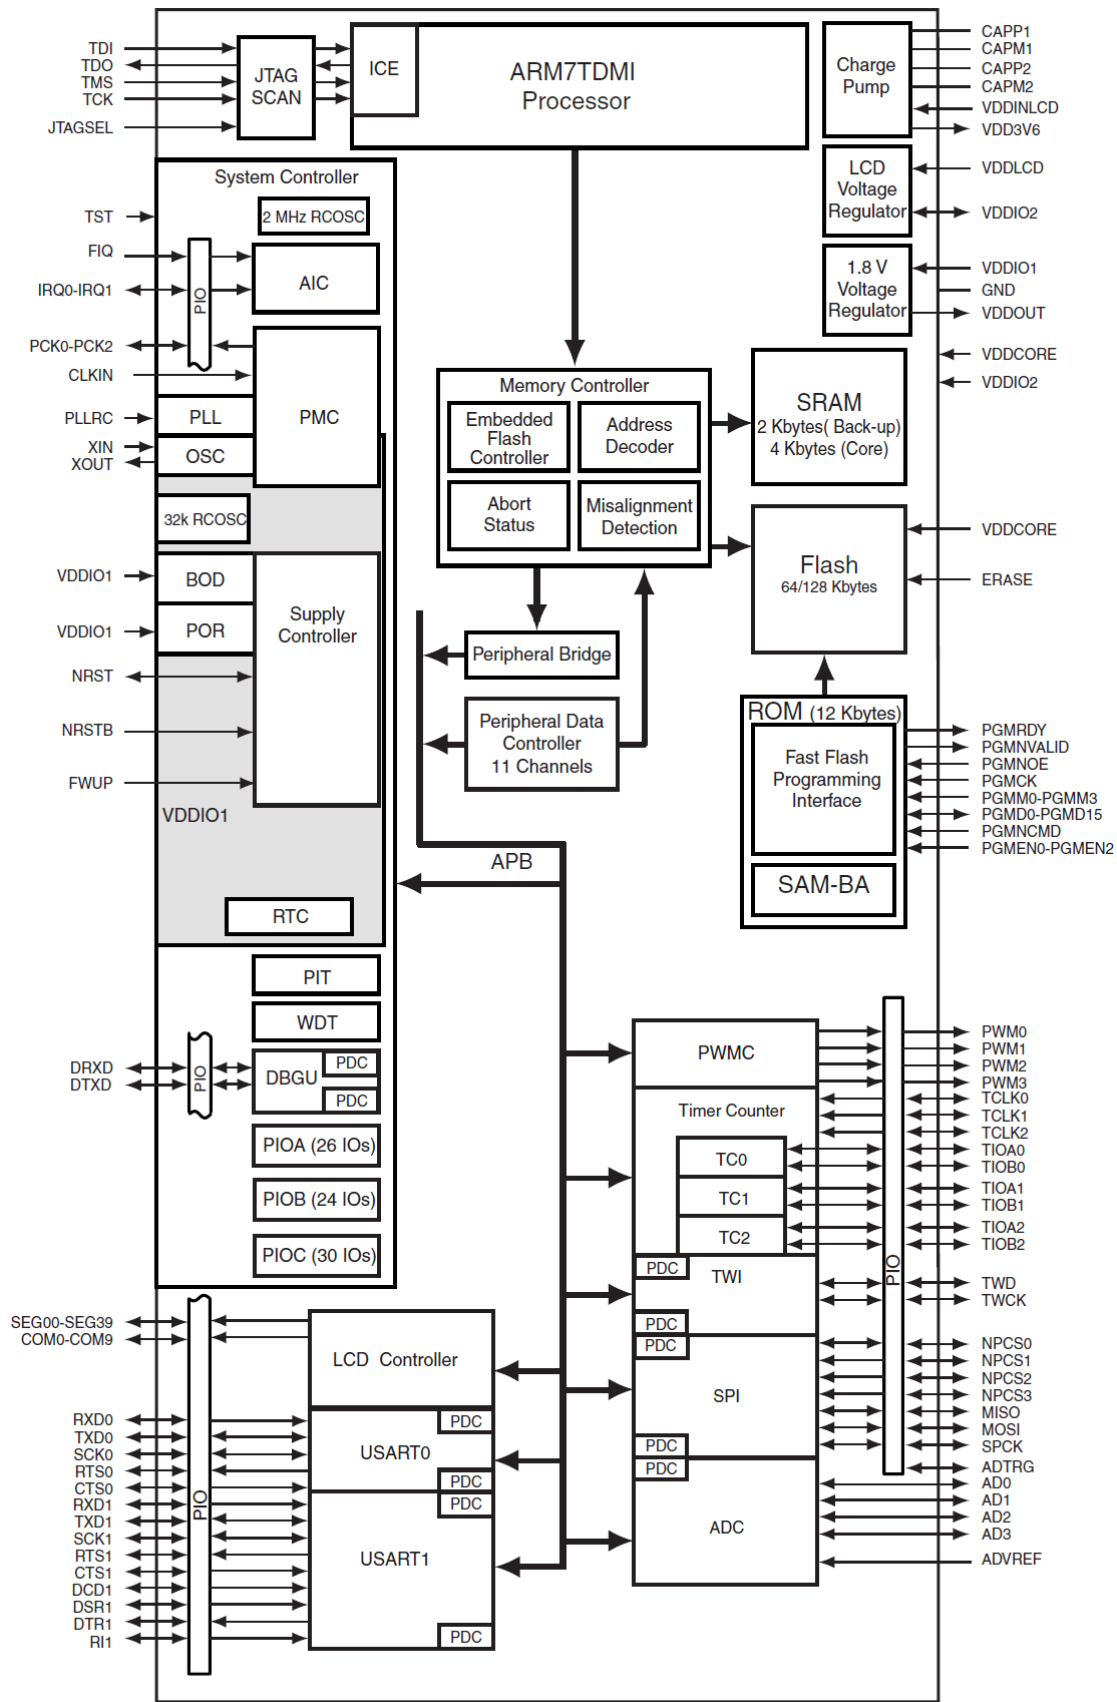 TDI
TDO
TMS
TCK
JTAGSEL
JTAG
SCAN
ICE
ARM7TDMI
Processor
Charge
Pump
CAPP1
CAPM1
CAPP2
CAPM2
VDDINLCD
VDD3V6
LCD
Voltage
Regulator
VDDLCD
VDDIO2
1.8 V
Voltage
Regulator
VDDIO1
GND
VDDOUT
VDDCORE
VDDIO2
System Controller
2 MHz RCOSC
TST
FIQ
IRQ0-IRQ1
PIO
AIC
PCK0-PCK2
CLKIN
PLLRC
PLL
PMC
XIN
XOUT
OSC
32k RCOSC
VDDIO1
BOD
VDDIO1
POR
Supply
Controller
NRST
NRSTB
FWUP
VDDIO1
RTC
PIT
WDT
DRXD
DTXD
PIO
DBGU
PDC
PDC
PIOA (26 IOs)
PIOB (24 IOs)
PIOC (30 IOs)
Memory Controller
Embedded
Flash
Controller
Address
Decoder
Abort
Status
Misalignment
Detection
SRAM
2 Kbytes( Back-up)
4 Kbytes (Core)
Flash
64/128 Kbytes
VDDCORE
ERASE
Peripheral Bridge
Peripheral Data
Controller
11 Channels
APB
ROM (12 Kbytes)
Fast Flash
Programming
Interface
SAM-BA
PGMRDY
PGMNVALID
PGMNOE
PGMCK
PGMM0-PGMM3
PGMD0-PGMD15
PGMNCMD
PGMEN0-PGMEN2
SEG00-SEG39
COM0-COM9
LCD Controller
RXD0
TXD0
SCK0
RTS0
CTS0
RXD1
TXD1
SCK1
RTS1
CTS1
DCD1
DSR1
DTR1
RI1
PIO
PDC
USART0
PDC
PDC
USART1
PDC
PWMC
Timer Counter
TC0
TC1
TC2
PDC
TWI
PDC
PDC
SPI
PDC
PDC
ADC
PIO
PWM0
PWM1
PWM2
PWM3
TCLK0
TCLK1
TCLK2
TIOA0
TIOB0
TIOA1
TIOB1
TIOA2
TIOB2
TWD
TWCK
NPCS0
NPCS1
NPCS2
NPCS3
MISO
MOSI
SPCK
ADTRG
AD0
AD1
AD2
AD3
ADVREF